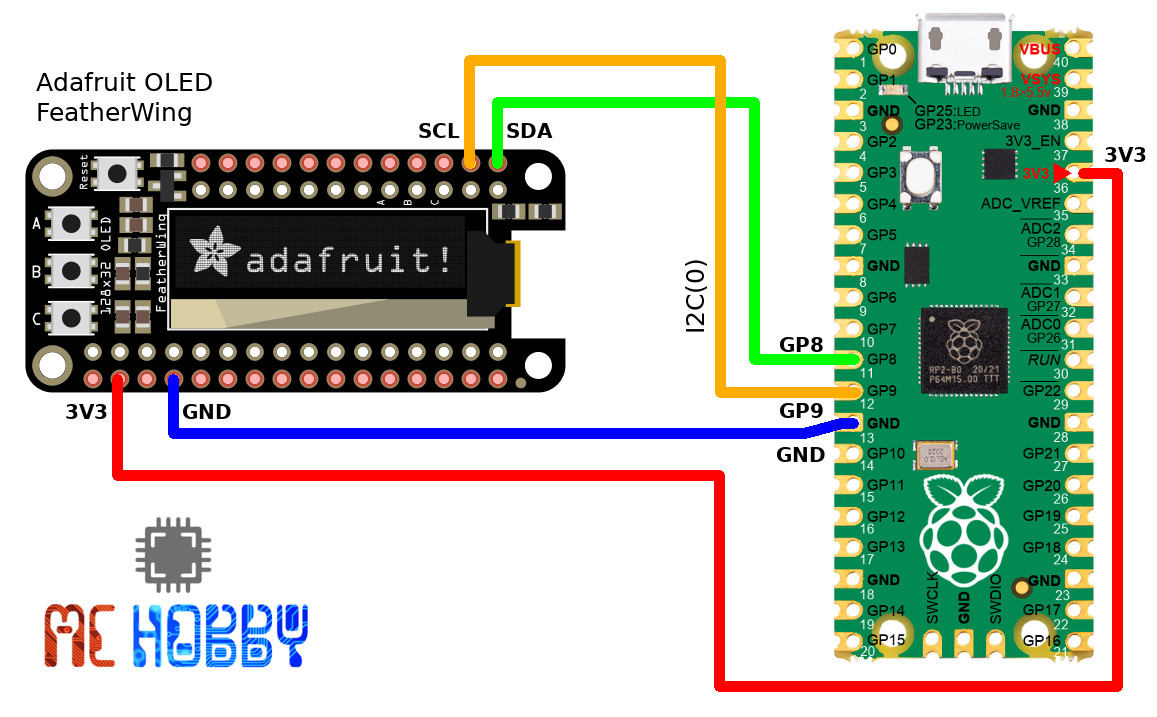 Adafruit OLED
FeatherWing
SCL
SDA
Reset
A
B
C
A
B
C
128x32 OLED
FeatherWing
adafruit!
3V3
GND
I2C(0)
GP8
GP9
GND
3V3
MC HOBBY
GP0
1
GP1
2
GND
3
GP2
4
GP3
5
GP4
6
GP5
7
GND
8
GP6
9
GP7
10
GP8
11
GP9
12
GND
13
GP10
14
GP11
15
GP12
16
GP13
17
GND
18
GP14
19
GP15
20
GP25:LED
GP23:PowerSave
RP2-B0 20/21
P64M15.00 TTT
SWCLK
GND
SWDIO
VBUS
40
VSYS
1.8>5.5v
39
GND
38
3V3_EN
37
3V3
36
ADC_VREF
35
ADC2
GP28
34
GND
33
ADC1
GP27
32
ADC0
GP26
31
RUN
30
GP22
29
GND
28
GP21
27
GP20
26
GP19
25
GP18
24
GND
23
GP17
22
GP16
21